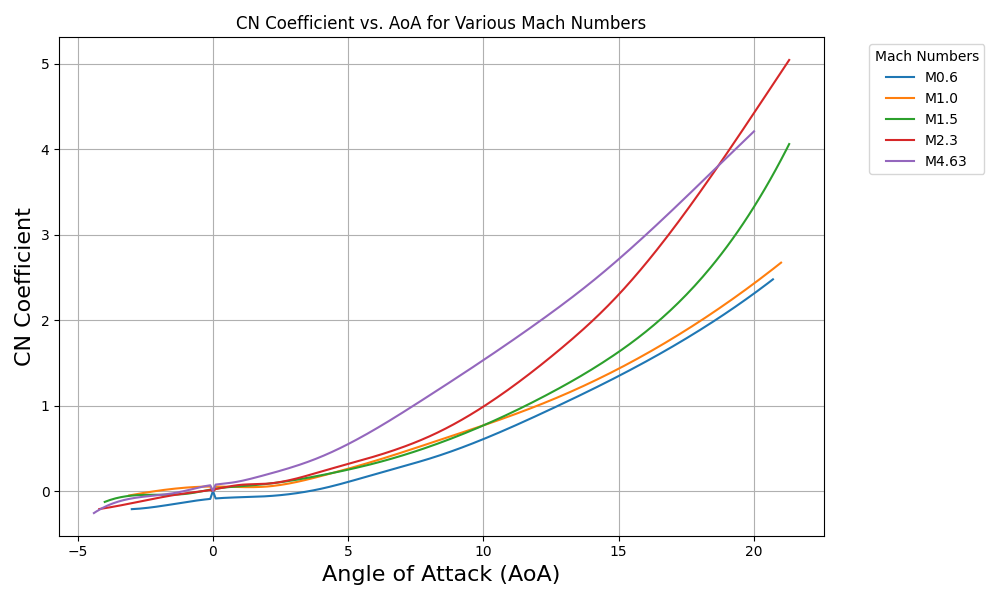 CN Coefficient vs. AoA for Various Mach Numbers
CN Coefficient
5
4
3
2
1
0
−5
0
5
10
15
20
Angle of Attack (AoA)
Mach Numbers
M0.6
M1.0
M1.5
M2.3
M4.63